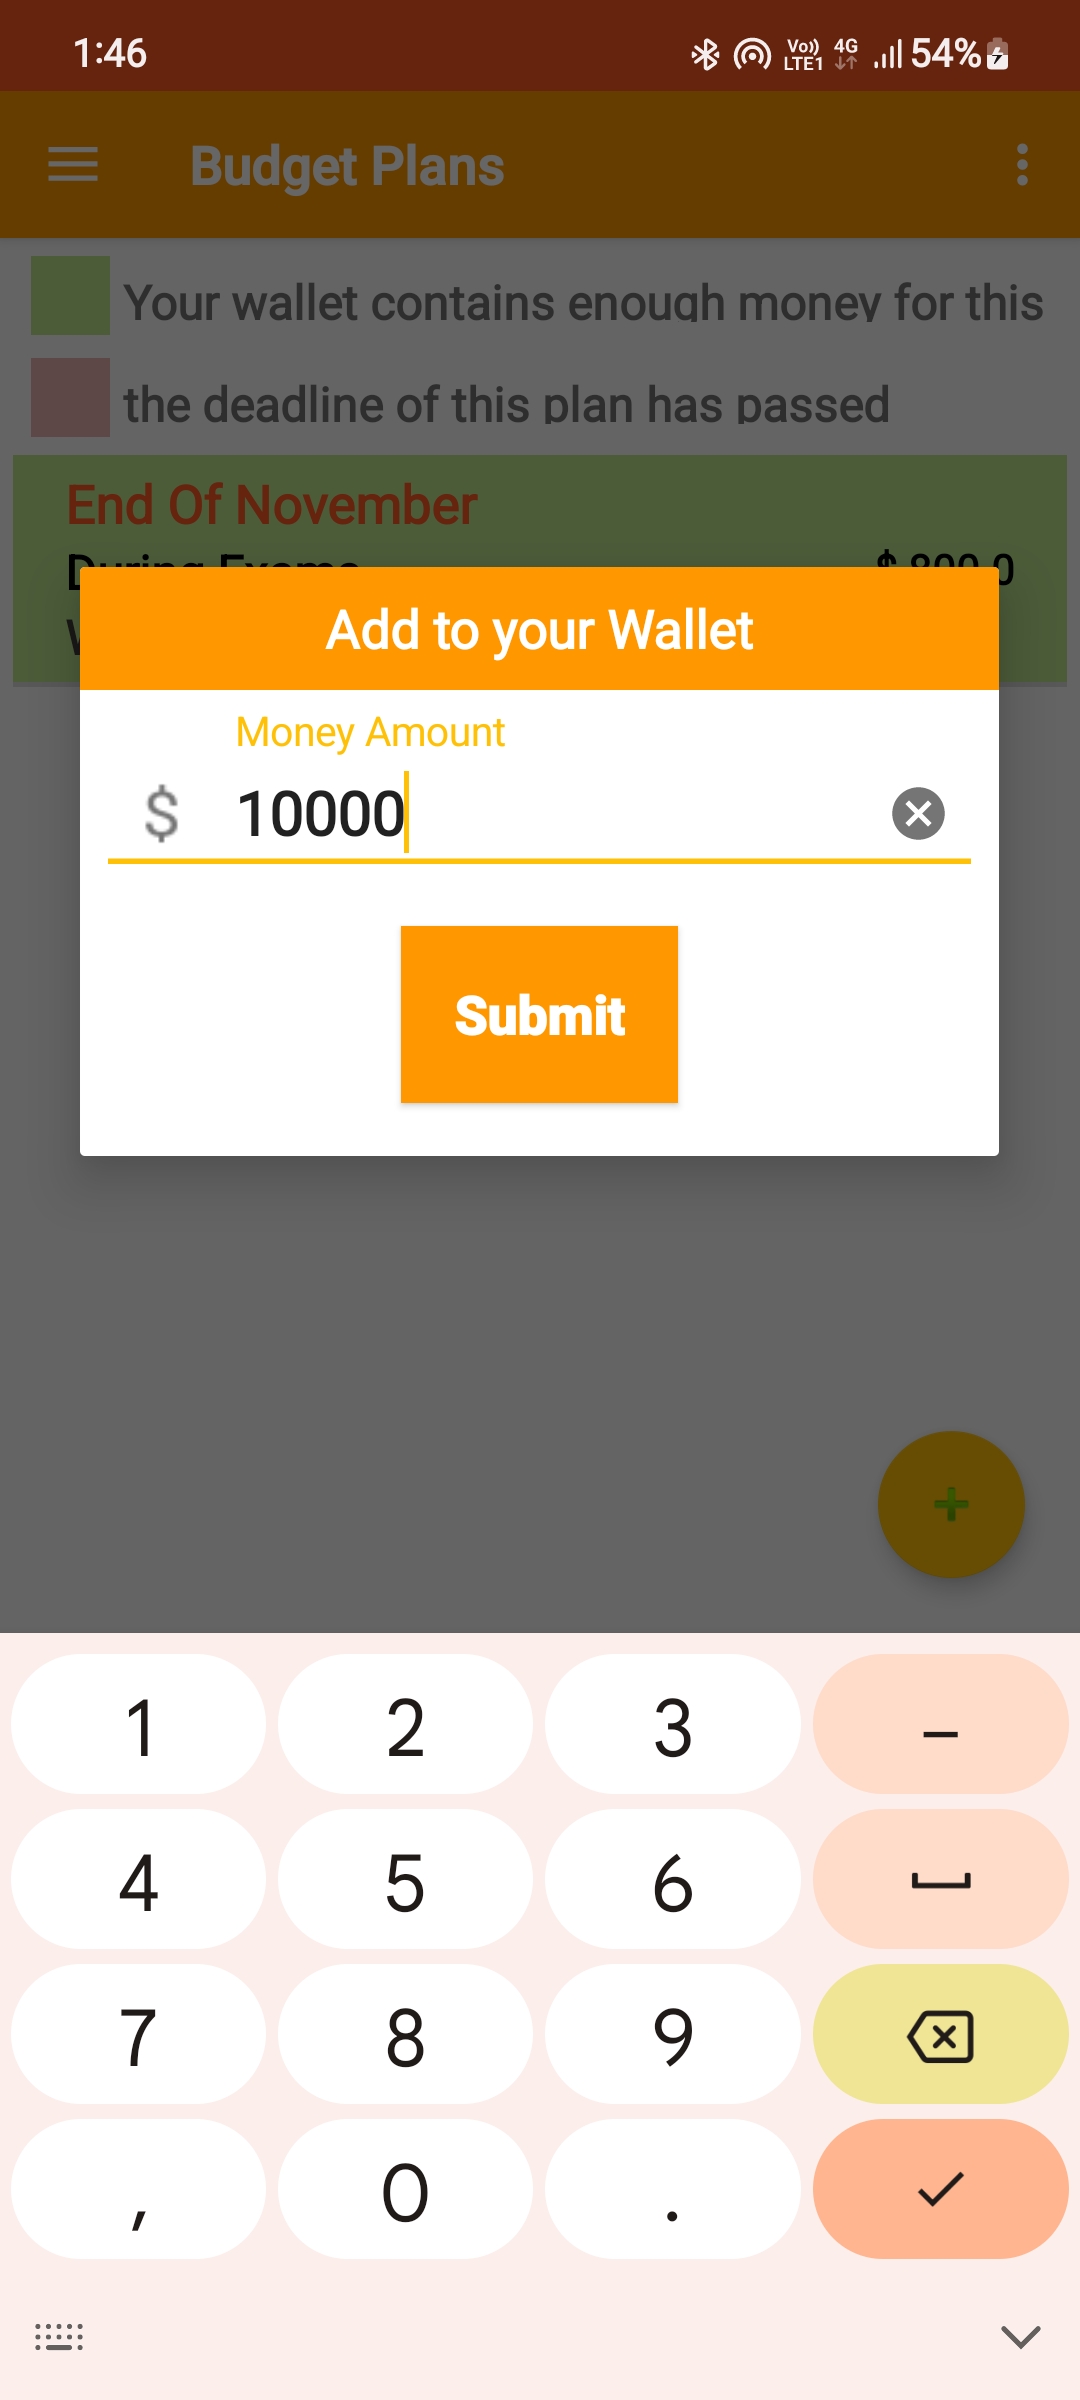 1:46
Vo)) LTE1 4G 54%
Budget Plans
Your wallet contains enough money for this
the deadline of this plan has passed
End Of November
During Exams $ 800.0
Add to your Wallet
Money Amount
$ 10000
Submit
+
1 2 3 –
4 5 6
7 8 9
, 0 .